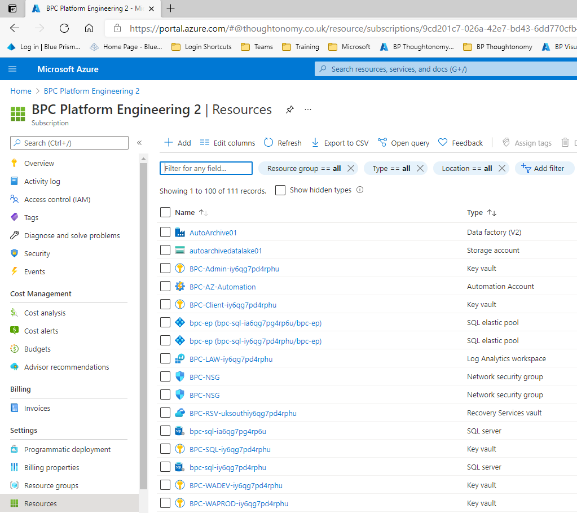 BPC Platform Engineering 2 - M
https://portal.azure.com/#@thoughtonomy.co.uk/resource/subscriptions/9cd201c7-026a-42e7-bd43-6dd770cfb
Log in | Blue Prism... Home Page - Blue... Login Shortcuts Teams Training Microsoft BP Thoughtonomy... BP Thoughtonomy BP Visu
Microsoft Azure
Search resources, services, and docs (G+/)
Home > BPC Platform Engineering 2
BPC Platform Engineering 2 | Resources ...
Subscription
Search (Ctrl+/) «
Overview
Activity log
Access control (IAM)
Tags
Diagnose and solve problems
Security
Events
Cost Management
Cost analysis
Cost alerts
Budgets
Advisor recommendations
Billing
Invoices
Settings
Programmatic deployment
Billing properties
Resource groups
Resources
+ Add Edit columns Refresh Export to CSV Open query Feedback Assign tags D
Filter for any field... Resource group == all Type == all Location == all Add filter
Showing 1 to 100 of 111 records. Show hidden types
Name ↑ Type ↑↓
AutoArchive01 Data factory (V2)
autoarchivedatalake01 Storage account
BPC-Admin-iy6qg7pd4rphu Key vault
BPC-AZ-Automation Automation Account
BPC-Client-iy6qg7pd4rphu Key vault
bpc-ep (bpc-sql-ia6qg7pg4rp6u/bpc-ep) SQL elastic pool
bpc-ep (bpc-sql-iy6qg7pd4rphu/bpc-ep) SQL elastic pool
BPC-LAW-iy6qg7pd4rphu Log Analytics workspace
BPC-NSG Network security group
BPC-NSG Network security group
BPC-RSV-uksouthiy6qg7pd4rphu Recovery Services vault
bpc-sql-ia6qg7pg4rp6u SQL server
BPC-SQL-iy6qg7pd4rphu Key vault
bpc-sql-iy6qg7pd4rphu SQL server
BPC-WADEV-iy6qg7pd4rphu Key vault
BPC-WAPROD-iy6qg7pd4rphu Key vault